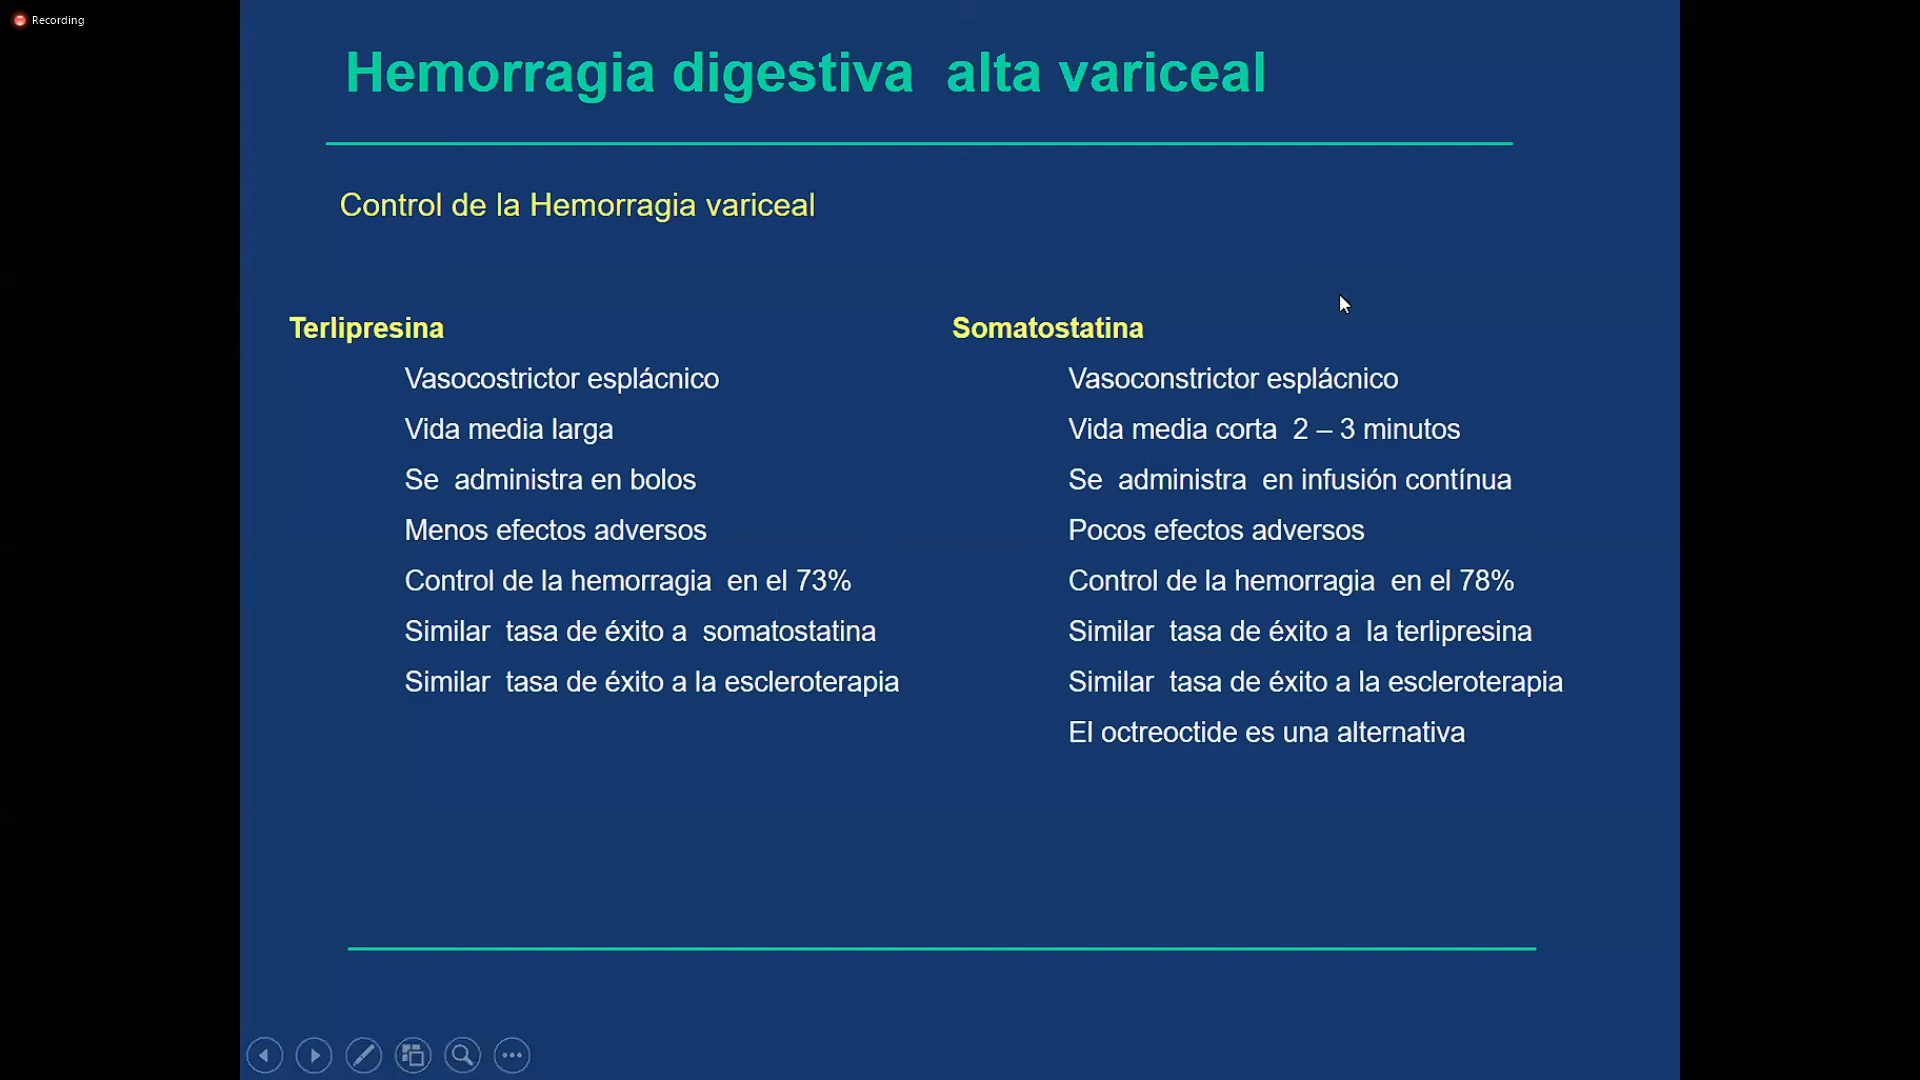 Recording
Hemorragia digestiva alta variceal
Control de la Hemorragia variceal
Terlipresina
Vasocostrictor esplácnico
Vida media larga
Se administra en bolos
Menos efectos adversos
Control de la hemorragia en el 73%
Similar tasa de éxito a somatostatina
Similar tasa de éxito a la escleroterapia
Somatostatina
Vasoconstrictor esplácnico
Vida media corta 2 – 3 minutos
Se administra en infusión contínua
Pocos efectos adversos
Control de la hemorragia en el 78%
Similar tasa de éxito a la terlipresina
Similar tasa de éxito a la escleroterapia
El octreoctide es una alternativa